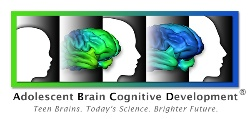 Adolescent Brain Cognitive Development®
Teen Brains. Today's Science. Brighter Future.